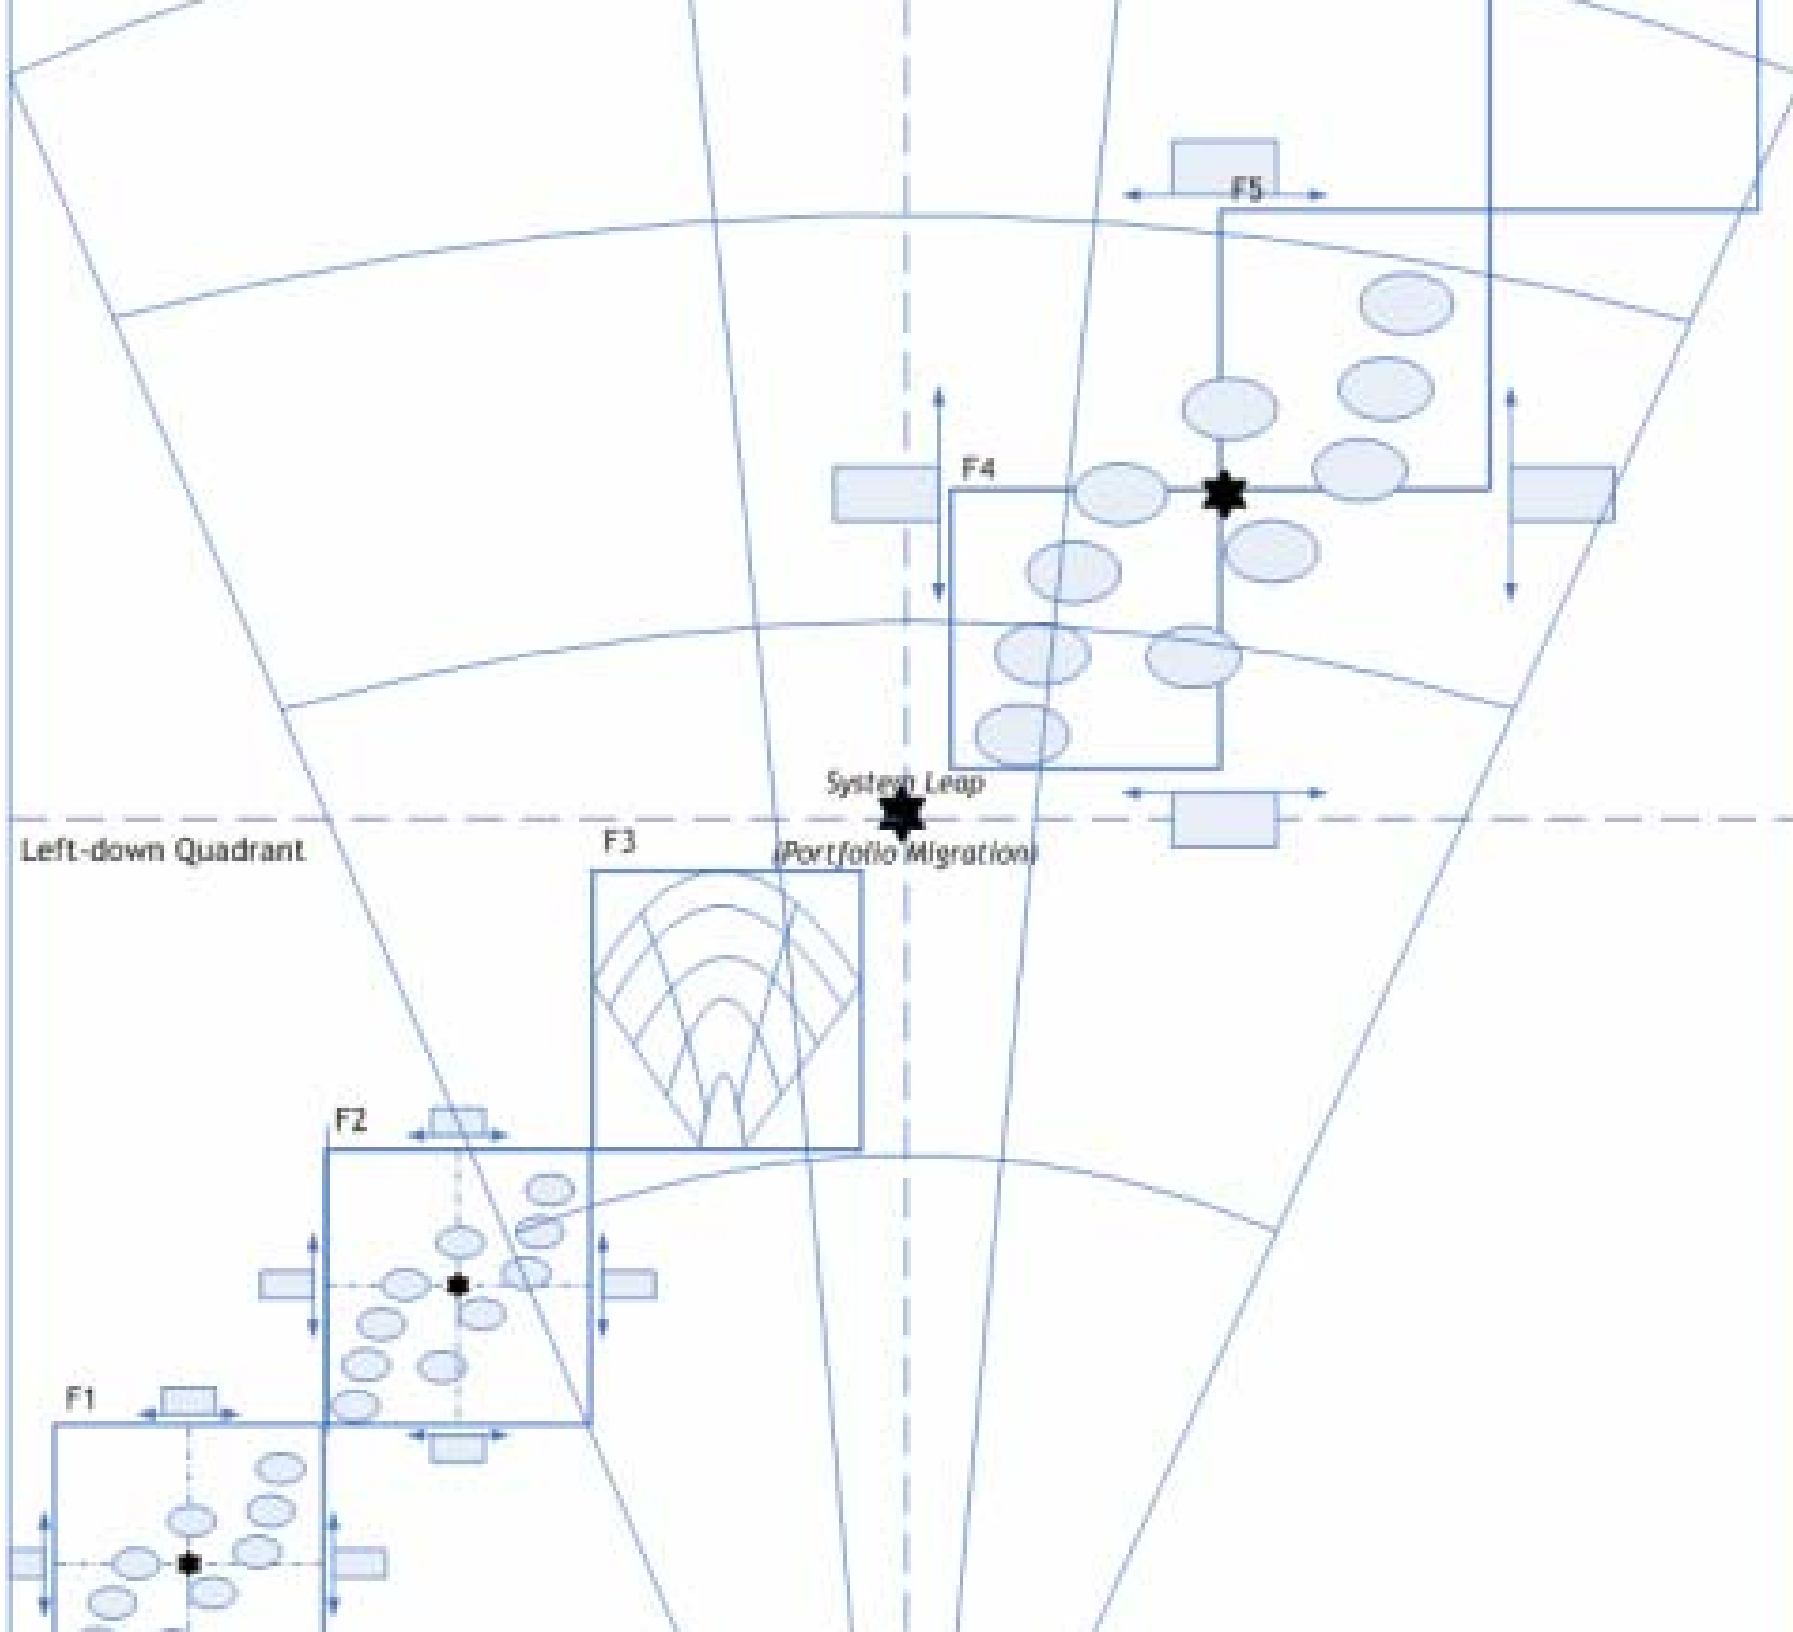 F5
F4
System Leap
F3
Left-down Quadrant
(Portfolio Migration)
F2
F1